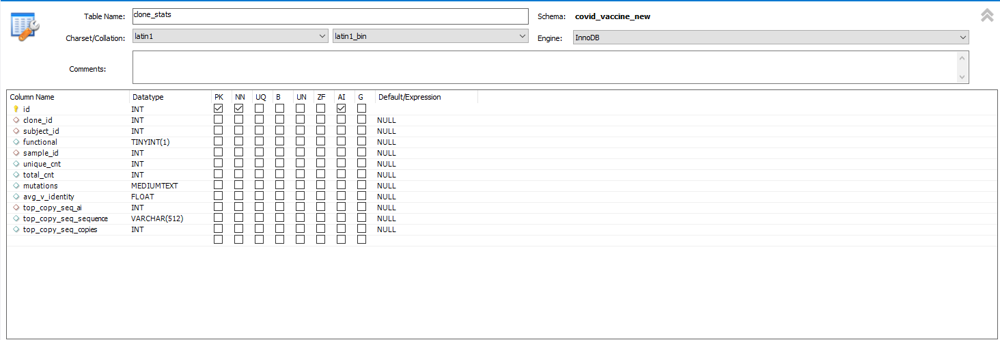 Table Name: clone_stats Schema: covid_vaccine_new
Charset/Collation: latin1 latin1_bin Engine: InnoDB
Comments:
Column Name Datatype PK NN UQ B UN ZF AI G Default/Expression
id INT
clone_id INT NULL
subject_id INT NULL
functional TINYINT(1) NULL
sample_id INT NULL
unique_cnt INT NULL
total_cnt INT NULL
mutations MEDIUMTEXT NULL
avg_v_identity FLOAT NULL
top_copy_seq_ai INT NULL
top_copy_seq_sequence VARCHAR(512) NULL
top_copy_seq_copies INT NULL